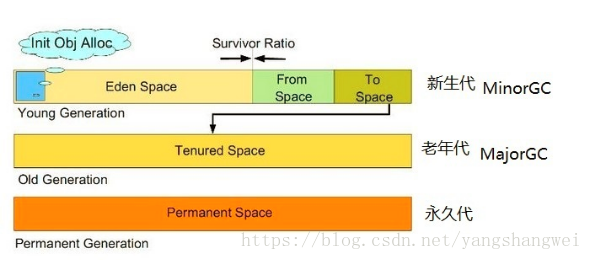 Init Obj Alloc
Survivor Ratio
Eden Space
From
Space
To
Space
新生代 MinorGC
Young Generation
Tenured Space
老年代 MajorGC
Old Generation
Permanent Space
永久代
https://blog.csdn.net/yangshangwei
Permanent Generation